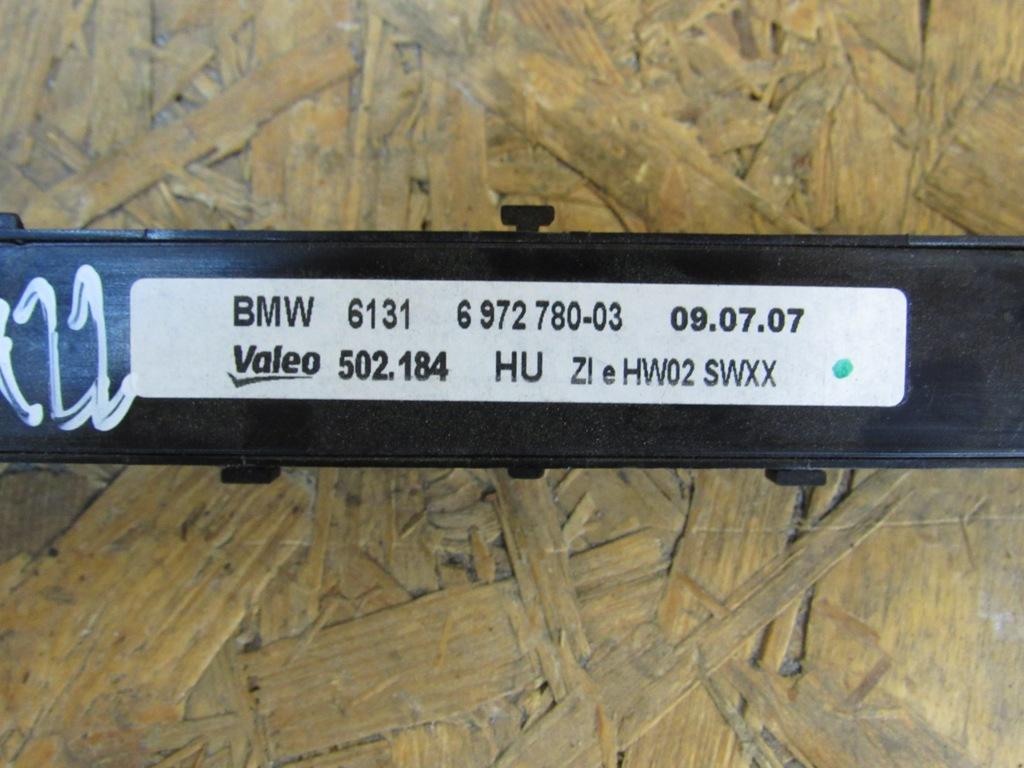 BMW 6131 6 972 780-03 09.07.07
Valeo 502.184 HU ZI e HW02 SWXX